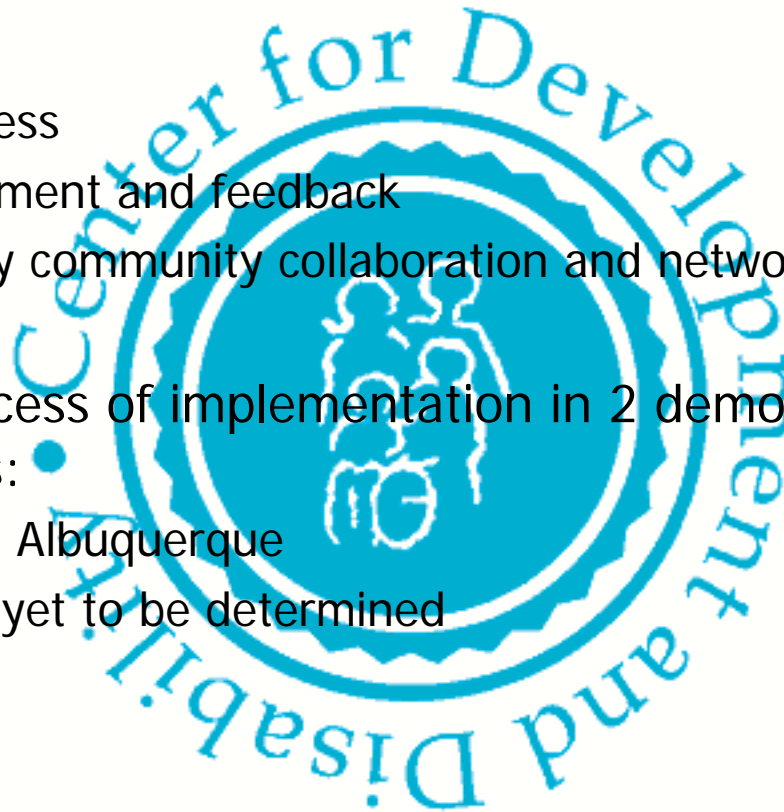 ess
ment and feedback
y community collaboration and netwo
cess of implementation in 2 demo
s:
Albuquerque
yet to be determined
Center for Development and Disability •